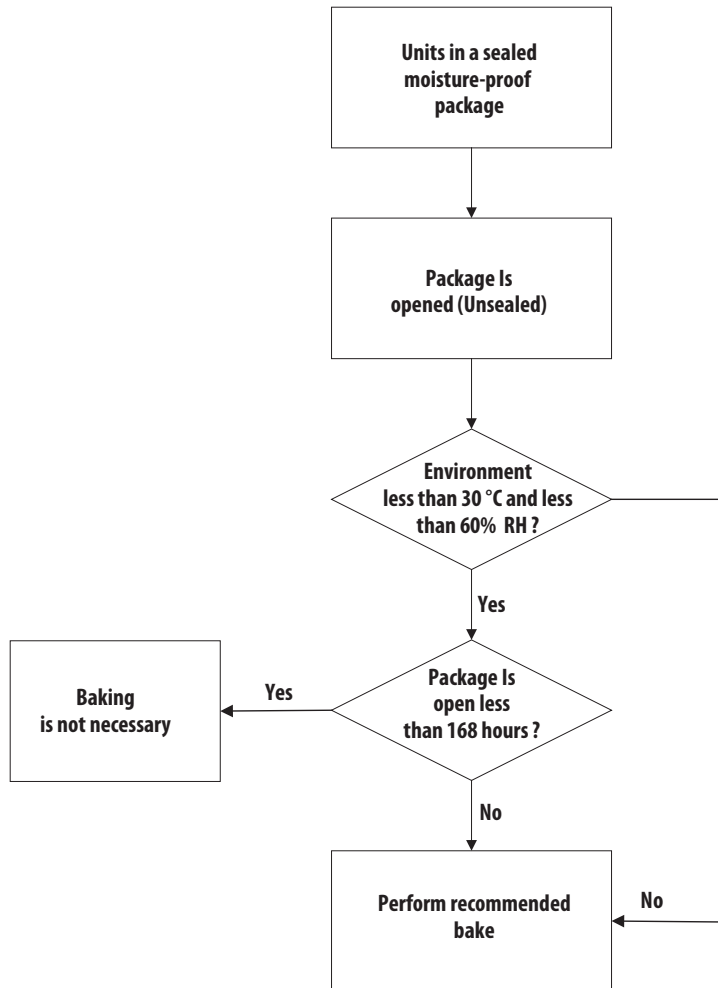 Units in a sealed
moisture-proof
package
Package Is
opened (Unsealed)
Environment
less than 30 °C and less
than 60% RH ?
Yes
Package Is
open less
than 168 hours ?
Yes
Baking
is not necessary
No
Perform recommended
bake
No